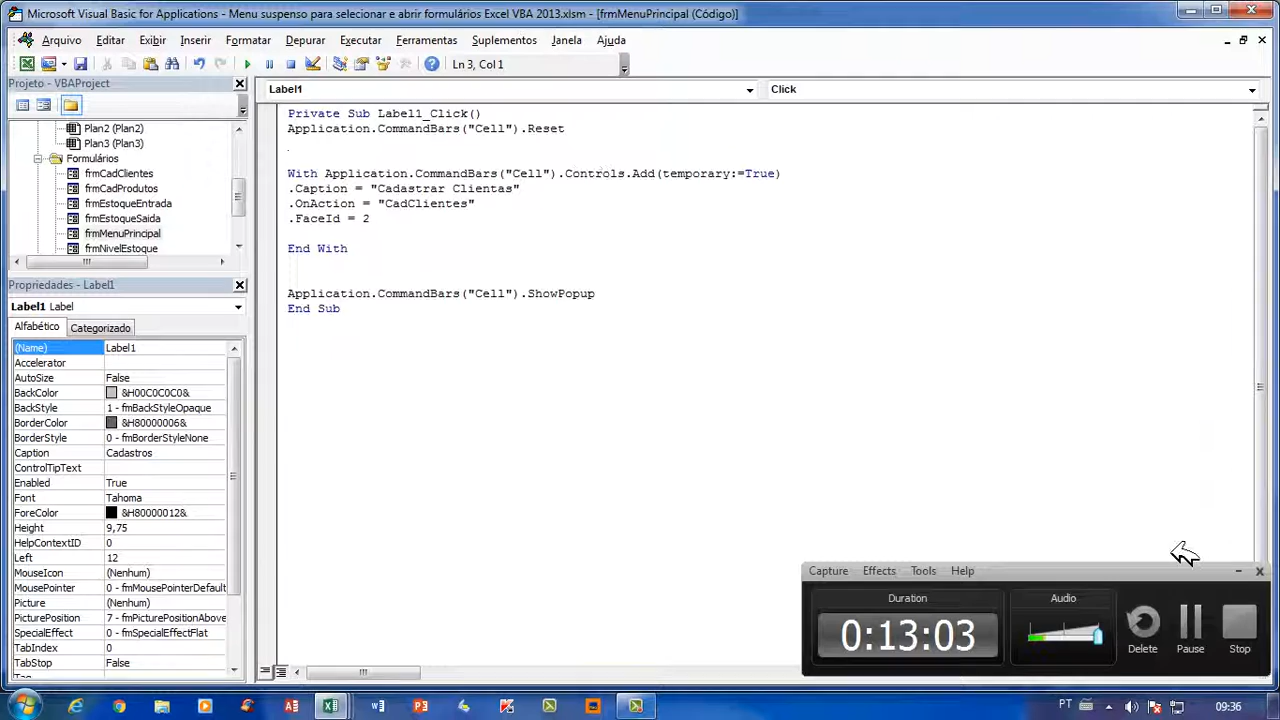 Microsoft Visual Basic for Applications - Menu suspenso para selecionar e abrir formulários Excel VBA 2013.xlsm - [frmMenuPrincipal (Código)]
Arquivo Editar Exibir Inserir Formatar Depurar Executar Ferramentas Suplementos Janela Ajuda
Ln 3, Col 1
Projeto - VBAProject
Plan2 (Plan2)
Plan3 (Plan3)
Formulários
frmCadClientes
frmCadProdutos
frmEstoqueEntrada
frmEstoqueSaida
frmMenuPrincipal
frmNivelEstoque
Propriedades - Label1
Label1 Label
Alfabético Categorizado
(Name) Label1
Accelerator
AutoSize False
BackColor &H00C0C0C0&
BackStyle 1 - fmBackStyleOpaque
BorderColor &H80000006&
BorderStyle 0 - fmBorderStyleNone
Caption Cadastros
ControlTipText
Enabled True
Font Tahoma
ForeColor &H80000012&
Height 9,75
HelpContextID 0
Left 12
MouseIcon (Nenhum)
MousePointer 0 - fmMousePointerDefault
Picture (Nenhum)
PicturePosition 7 - fmPicturePositionAbove
SpecialEffect 0 - fmSpecialEffectFlat
TabIndex 0
TabStop False
Label1 Click
Private Sub Label1_Click()
Application.CommandBars("Cell").Reset
With Application.CommandBars("Cell").Controls.Add(temporary:=True)
.Caption = "Cadastrar Clientas"
.OnAction = "CadClientes"
.FaceId = 2
End With
Application.CommandBars("Cell").ShowPopup
End Sub
Capture Effects Tools Help
Duration
0:13:03
Audio
Delete Pause Stop
PT
09:36